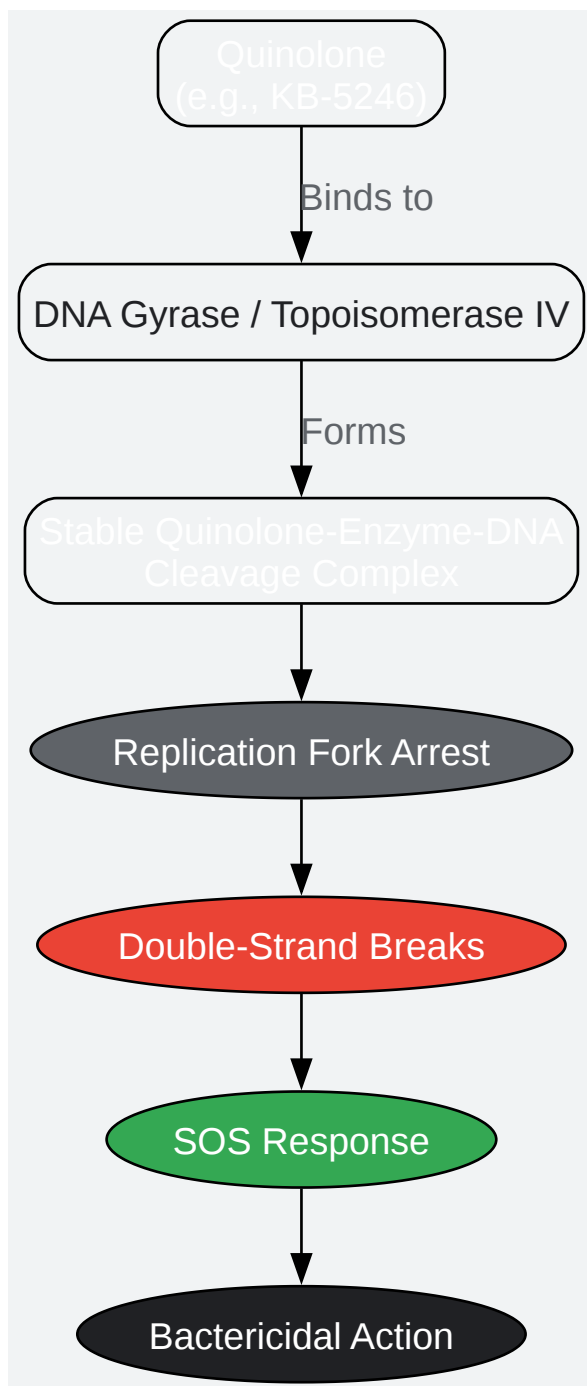 Quinolone
(e.g., KB-5246)
Binds to
DNA Gyrase / Topoisomerase IV
Forms
Stable Quinolone-Enzyme-DNA
Cleavage Complex
Replication Fork Arrest
Double-Strand Breaks
SOS Response
Bactericidal Action